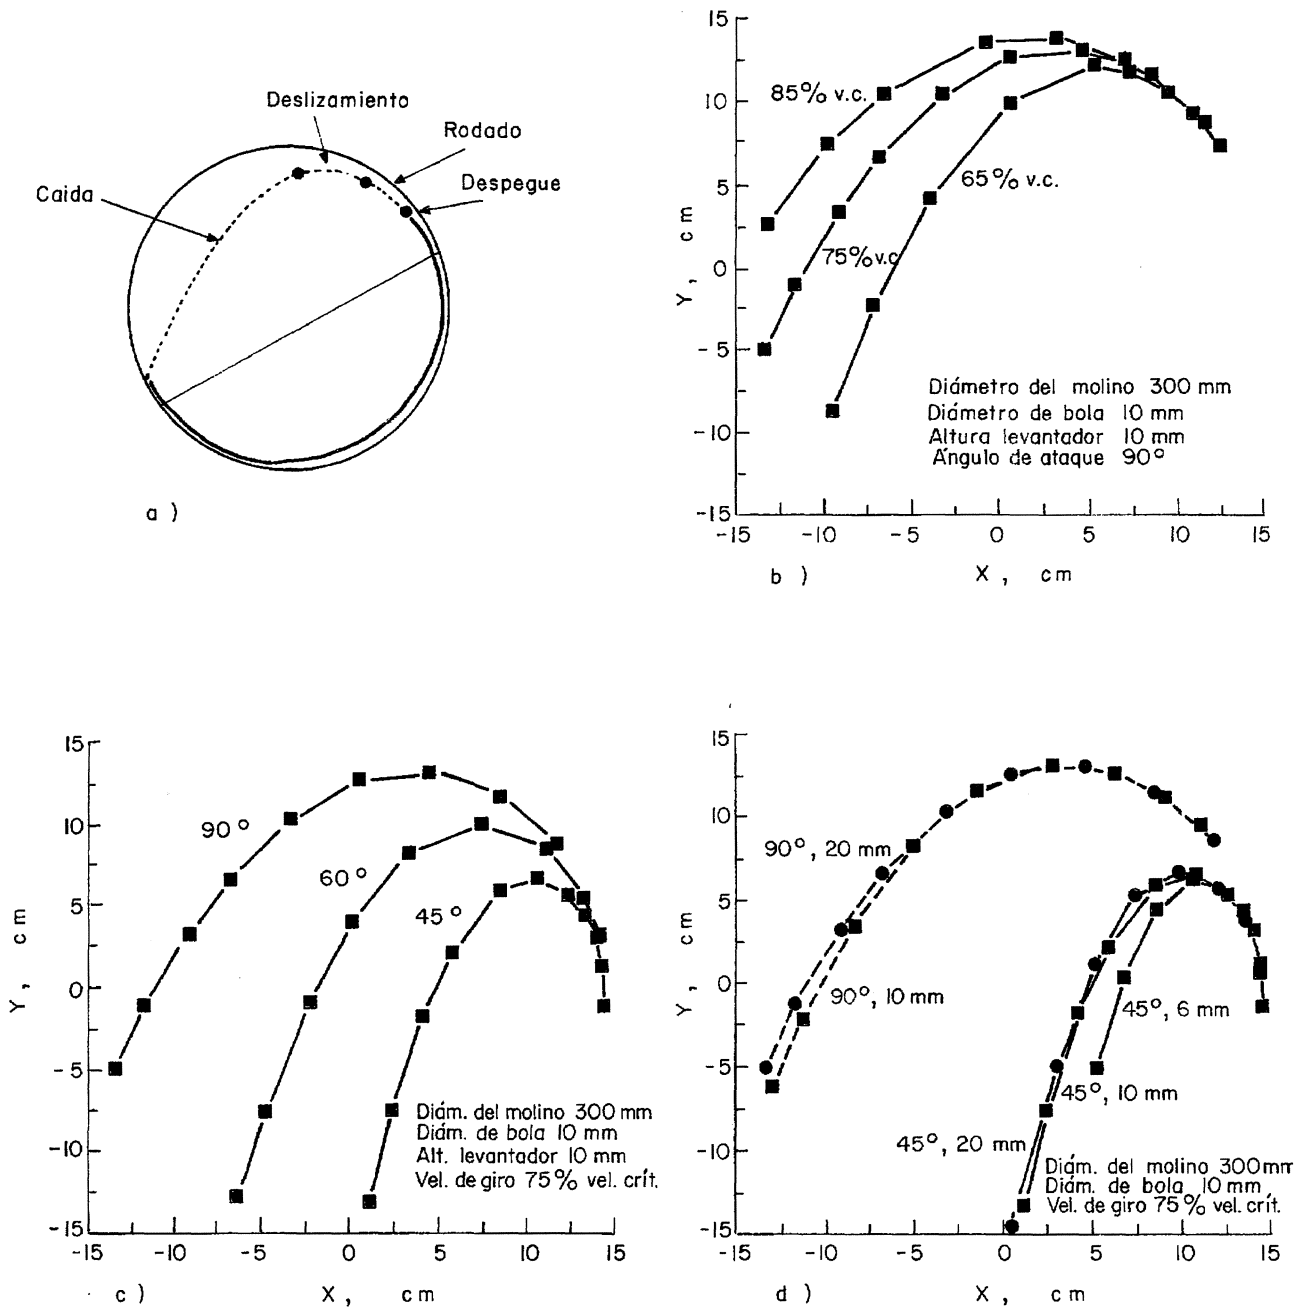 Deslizamiento
Rodado
Despegue
Caida
a )
15
10
5
0
-5
-10
-15
Y , cm
85% v.c.
65% v.c.
75% v.c
Diámetro del molino 300 mm
Diámetro de bola 10 mm
Altura levantador 10 mm
Ángulo de ataque 90°
-15 -10 -5 0 5 10 15
b ) X , cm
15
10
5
0
-5
-10
-15
Y , cm
90°
60°
45°
Diám. del molino 300 mm
Diám. de bola 10 mm
Alt. levantador 10 mm
Vel. de giro 75% vel. crít.
-15 -10 -5 0 5 10 15
c ) X , cm
15
10
5
0
-5
-10
-15
Y , cm
90°, 20 mm
90°, 10 mm
45°, 6 mm
45°, 10 mm
45°, 20 mm
Diám. del molino 300mm
Diám. de bola 10 mm
Vel. de giro 75% vel. crít.
-15 -10 -5 0 5 10 15
d ) X , cm